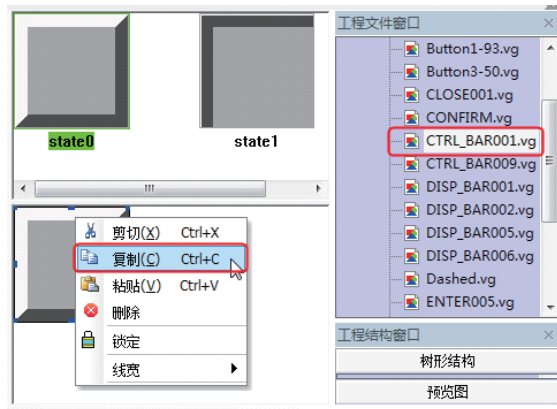 state0
state1
剪切(X) Ctrl+X
复制(C) Ctrl+C
粘贴(V) Ctrl+V
删除
锁定
线宽
工程文件窗口
Button1-93.vg
Button3-50.vg
CLOSE001.vg
CONFIRM.vg
CTRL_BAR001.vg
CTRL_BAR009.vg
DISP_BAR001.vg
DISP_BAR002.vg
DISP_BAR005.vg
DISP_BAR006.vg
Dashed.vg
ENTER005.vg
工程结构窗口
树形结构
预览图